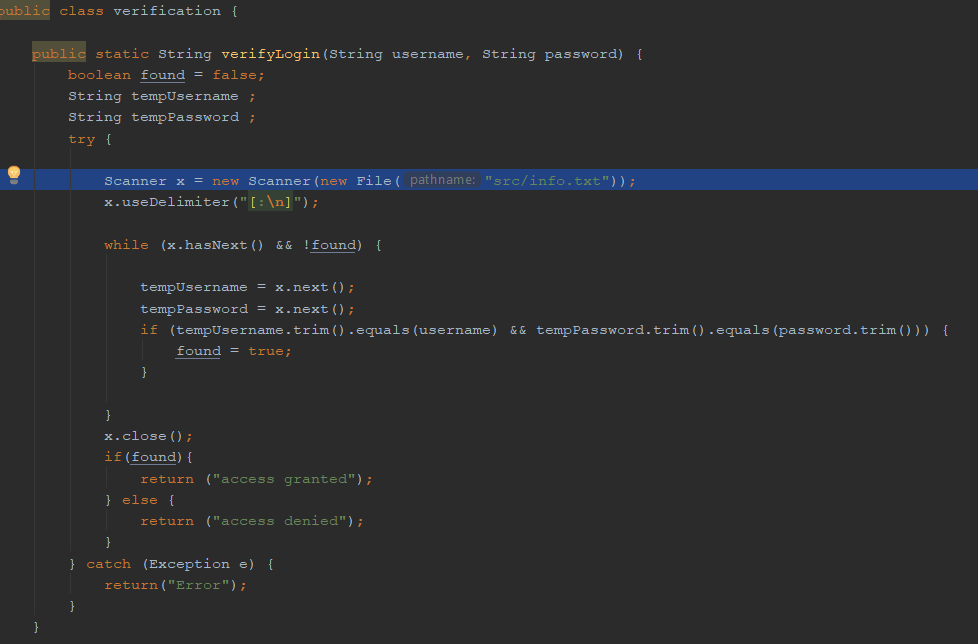 public class verification {
public static String verifyLogin(String username, String password) {
boolean found = false;
String tempUsername ;
String tempPassword ;
try {
Scanner x = new Scanner(new File( pathname: "src/info.txt"));
x.useDelimiter("[:\n]");
while (x.hasNext() && !found) {
tempUsername = x.next();
tempPassword = x.next();
if (tempUsername.trim().equals(username) && tempPassword.trim().equals(password.trim())) {
found = true;
}
}
x.close();
if(found){
return ("access granted");
} else {
return ("access denied");
}
} catch (Exception e) {
return("Error");
}
}